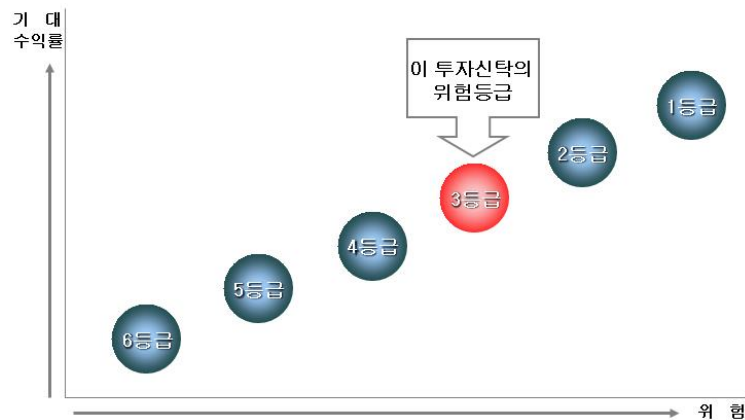 기 대
수익률
이 투자신탁의
위험등급
1등급
2등급
3등급
4등급
5등급
6등급
위 험